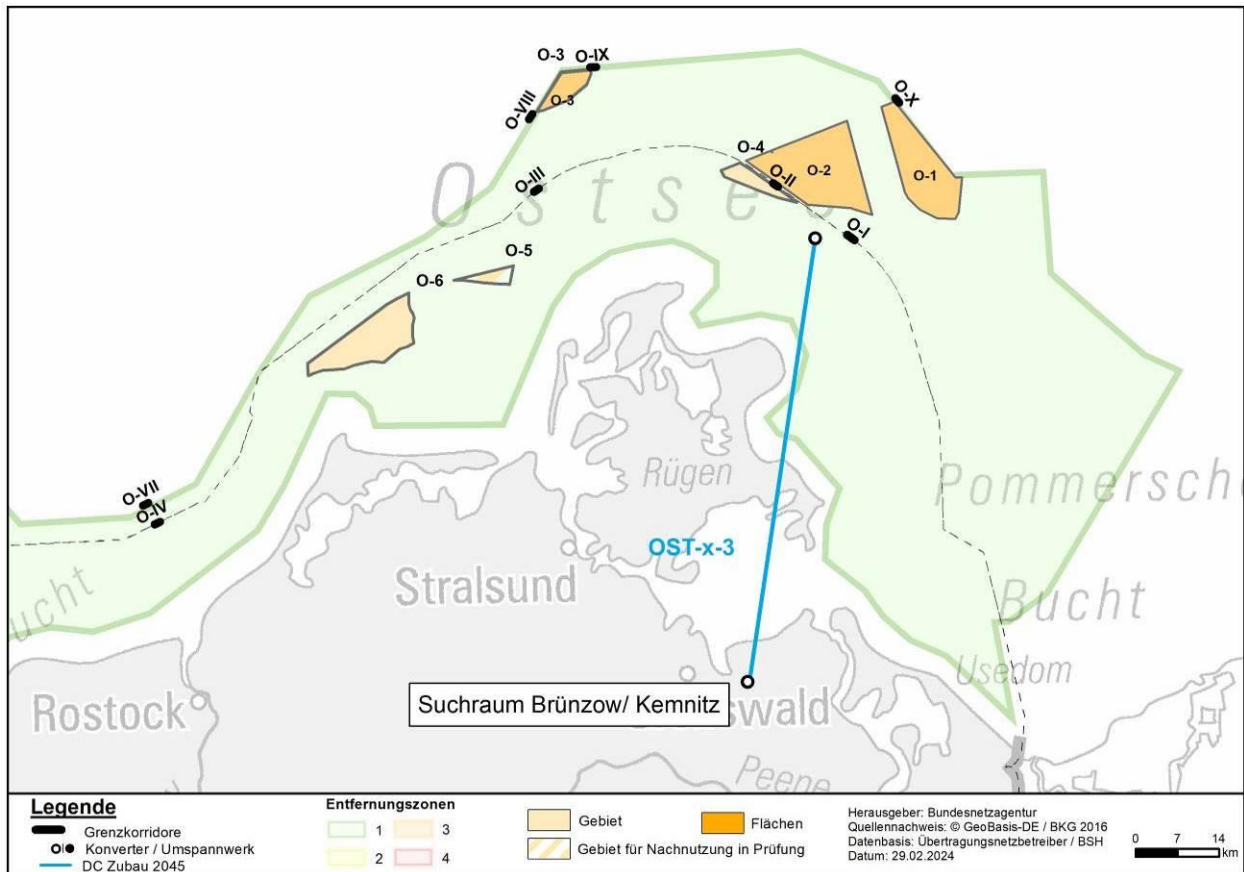 O-3
O-IX
O-3
O-VIII
O-X
O-4
O-2
O-II
O-1
O-III
Ostsee
O-I
O-5
O-6
Rügen
Pommersche
O-VII
O-IV
OST-x-3
Stralsund
Bucht
ucht
Usedom
Suchraum Brünzow/ Kemnitz
swald
Rostock
Peene
Legende
Grenzkorridore
Konverter / Umspannwerk
DC Zubau 2045
Entfernungszonen
1
3
2
4
Gebiet
Flächen
Gebiet für Nachnutzung in Prüfung
Herausgeber: Bundesnetzagentur
Quellennachweis: © GeoBasis-DE / BKG 2016
Datenbasis: Übertragungsnetzbetreiber / BSH
Datum: 29.02.2024
0 7 14
km